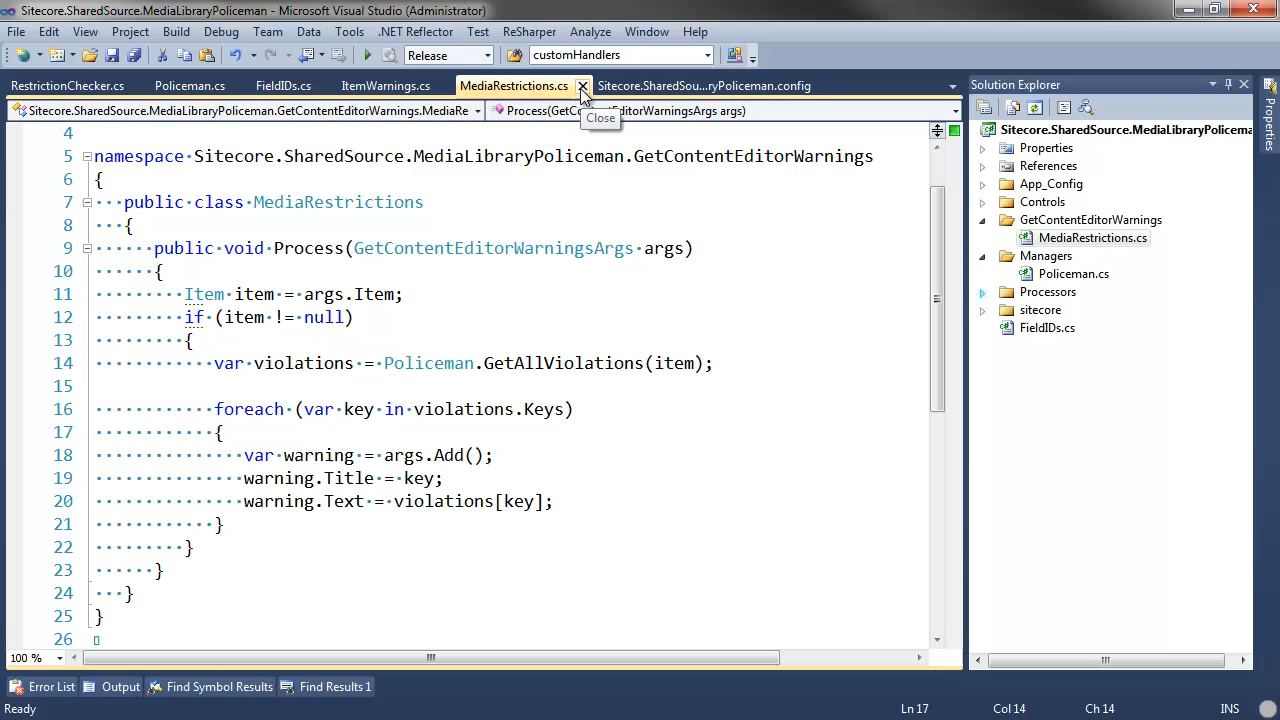 Sitecore.SharedSource.MediaLibraryPoliceman - Microsoft Visual Studio (Administrator)
File Edit View Project Build Debug Team Data Tools .NET Reflector Test ReSharper Analyze Window Help
Release customHandlers
RestrictionChecker.cs Policeman.cs FieldIDs.cs ItemWarnings.cs MediaRestrictions.cs Sitecore.SharedSou...ryPoliceman.config
Sitecore.SharedSource.MediaLibraryPoliceman.GetContentEditorWarnings.MediaRe Process(GetCo EditorWarningsArgs args)
Close
4
5 namespace Sitecore.SharedSource.MediaLibraryPoliceman.GetContentEditorWarnings
6 {
7 public class MediaRestrictions
8 {
9 public void Process(GetContentEditorWarningsArgs args)
10 {
11 Item item = args.Item;
12 if (item != null)
13 {
14 var violations = Policeman.GetAllViolations(item);
15
16 foreach (var key in violations.Keys)
17 {
18 var warning = args.Add();
19 warning.Title = key;
20 warning.Text = violations[key];
21 }
22 }
23 }
24 }
25 }
26
100 %
Solution Explorer
Sitecore.SharedSource.MediaLibraryPolicema
Properties
References
App_Config
Controls
GetContentEditorWarnings
MediaRestrictions.cs
Managers
Policeman.cs
Processors
sitecore
FieldIDs.cs
Properties
Error List Output Find Symbol Results Find Results 1
Ready Ln 17 Col 14 Ch 14 INS